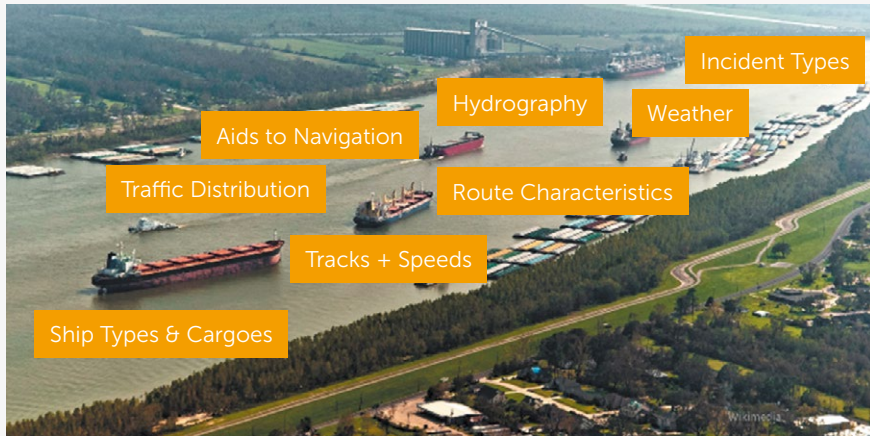 Incident Types
Hydrography
Weather
Aids to Navigation
Traffic Distribution
Route Characteristics
Tracks + Speeds
Ship Types & Cargoes
Wikimedia